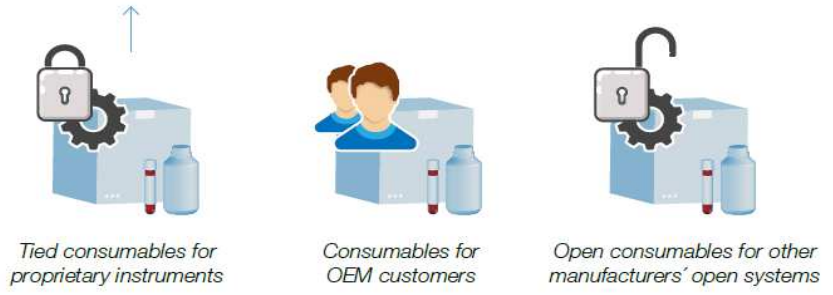 Tied consumables for
proprietary instruments
Consumables for
OEM customers
Open consumables for other
manufacturers´ open systems